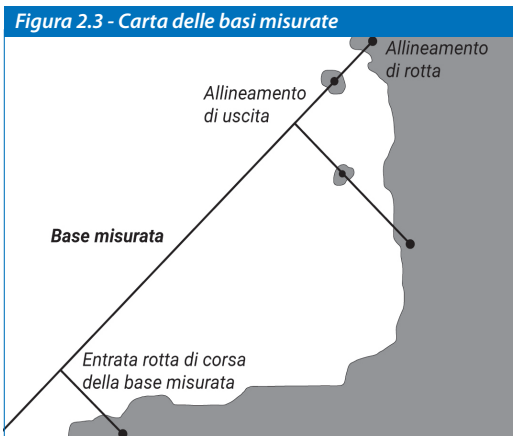 Figura 2.3 - Carta delle basi misurate
Allineamento
di rotta
Allineamento
di uscita
Base misurata
Entrata rotta di corsa
della base misurata